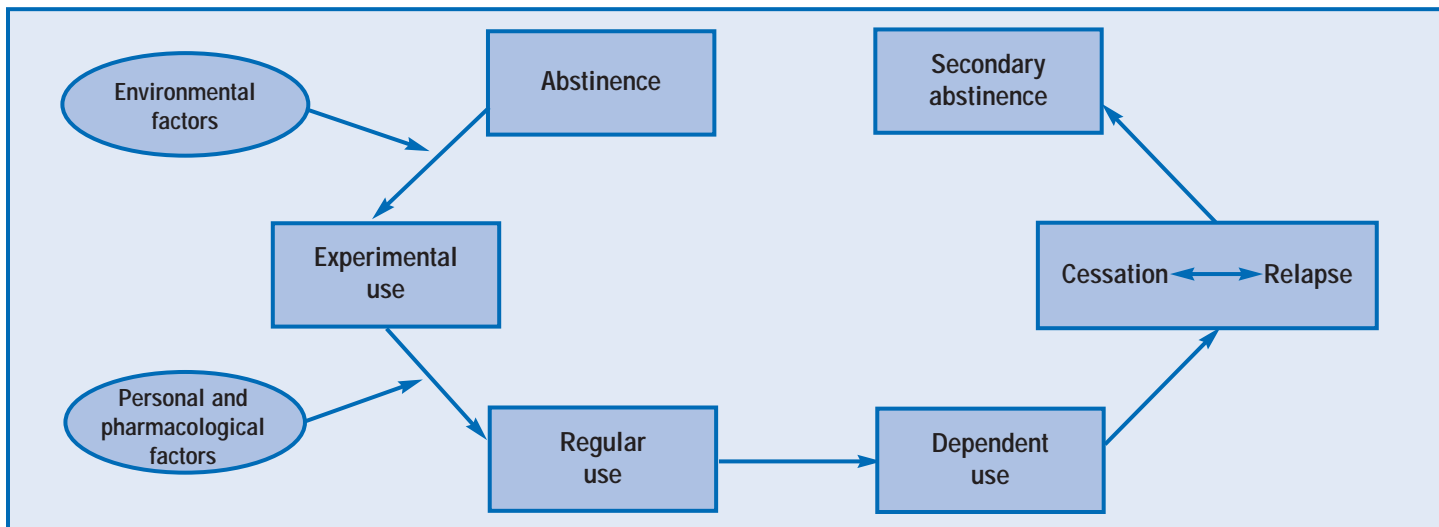 Environmental
factors
Abstinence
Secondary
abstinence
Experimental
use
Cessation
Relapse
Personal and
pharmacological
factors
Regular
use
Dependent
use